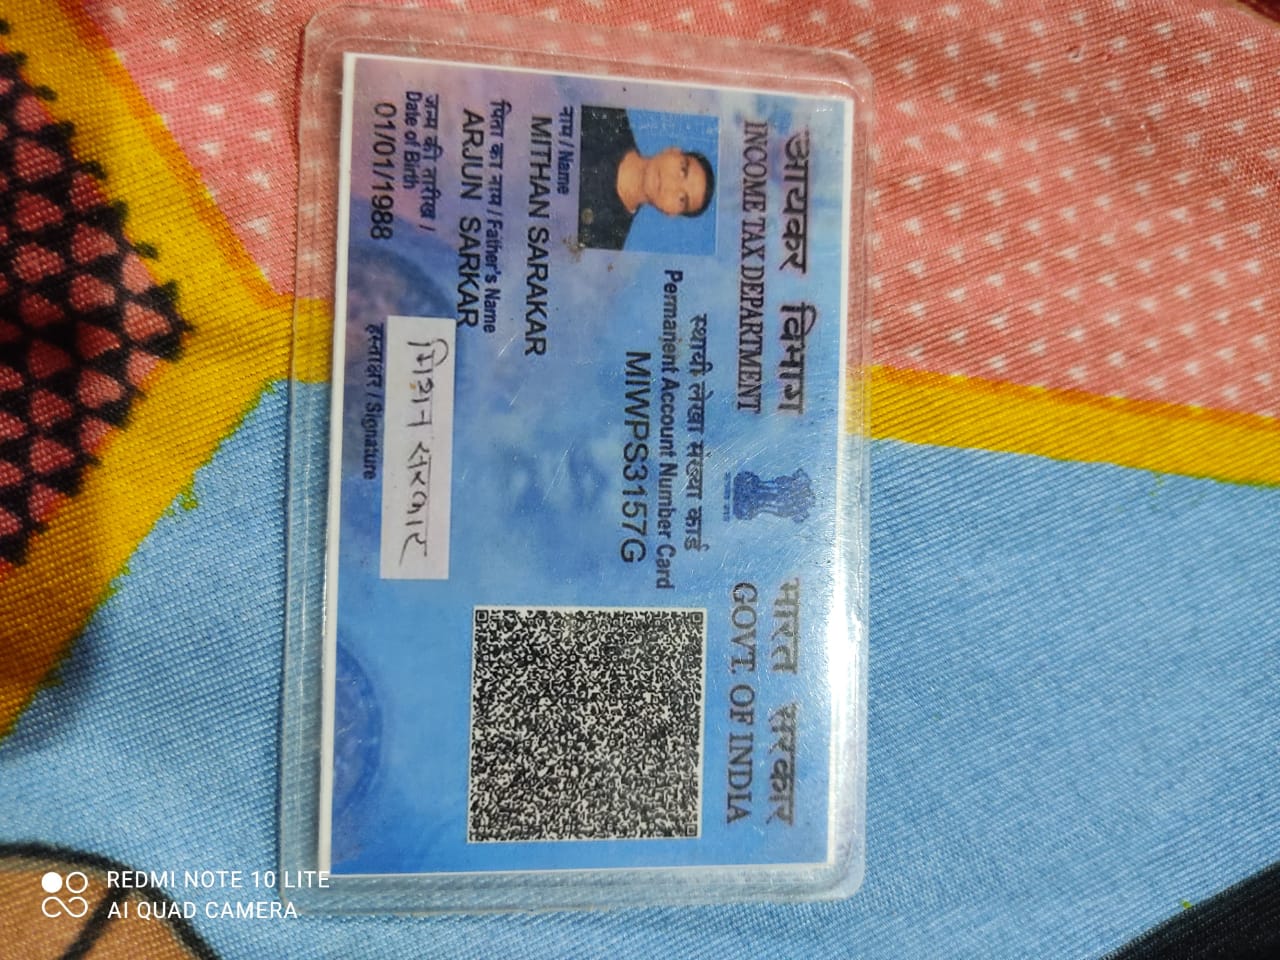 आयकर विभाग
INCOME TAX DEPARTMENT
भारत सरकार
GOVT. OF INDIA
स्थायी लेखा संख्या कार्ड
Permanent Account Number Card
MIWPS3157G
नाम / Name
MITHAN SARAKAR
पिता का नाम / Father's Name
ARJUN SARKAR
जन्म की तारीख /
Date of Birth
01/01/1988
मिथन सरकार
हस्ताक्षर / Signature
REDMI NOTE 10 LITE
AI QUAD CAMERA